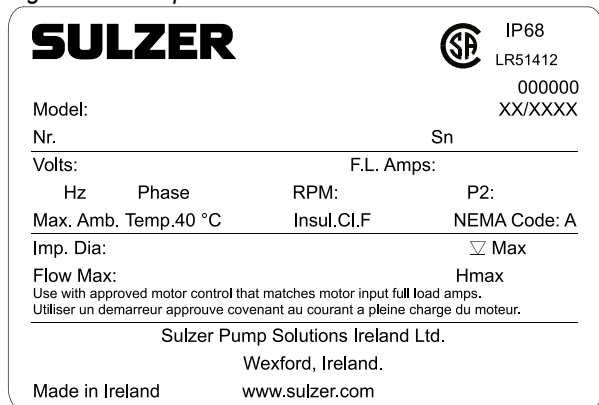 SULZER
IP68
LR51412
000000
Model: XX/XXXX
Nr. Sn
Volts: F.L. Amps:
Hz Phase RPM: P2:
Max. Amb. Temp.40 °C Insul.Cl.F NEMA Code: A
Imp. Dia: Max
Flow Max: Hmax
Use with approved motor control that matches motor input full load amps.
Utiliser un demarreur approuve covenant au courant a pleine charge du moteur.
Sulzer Pump Solutions Ireland Ltd.
Wexford, Ireland.
Made in Ireland www.sulzer.com